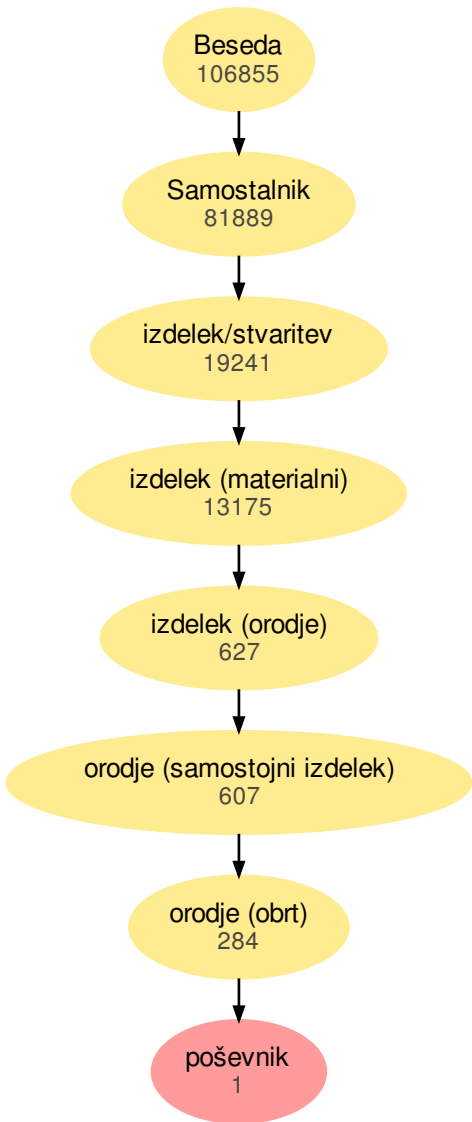 Beseda
106855
Samostalnik
81889
izdelek/stvaritev
19241
izdelek (materialni)
13175
izdelek (orodje)
627
orodje (samostojni izdelek)
607
orodje (obrt)
284
poševnik
1